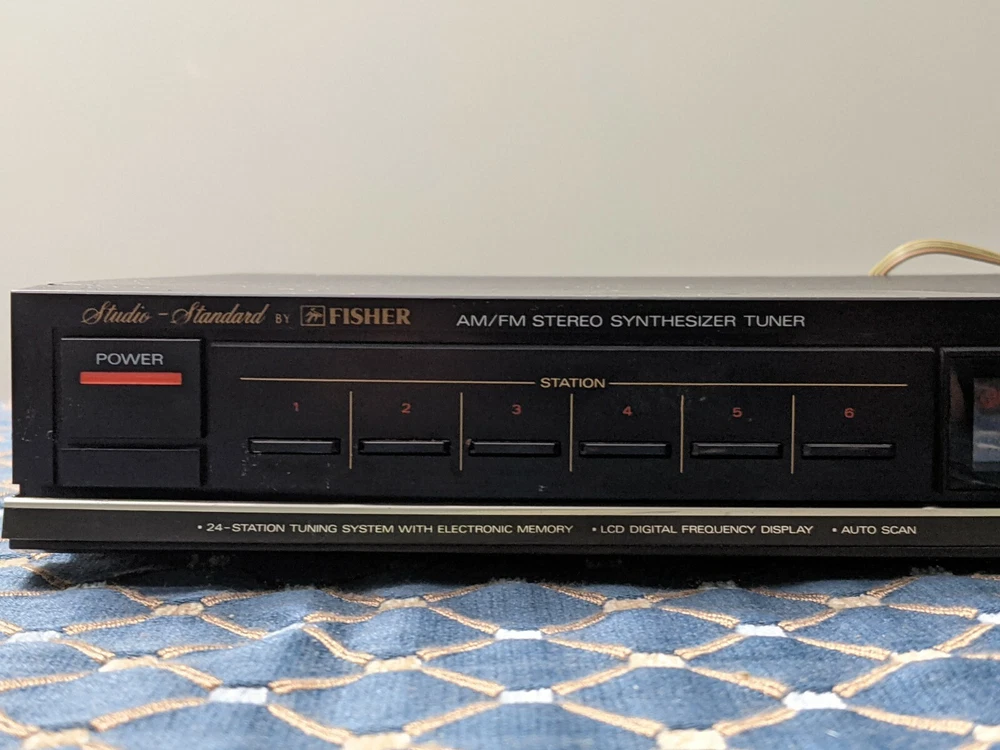 Studio-Standard BY FISHER
AM/FM STEREO SYNTHESIZER TUNER
POWER
STATION
1 2 3 4 5 6
• 24-STATION TUNING SYSTEM WITH ELECTRONIC MEMORY • LCD DIGITAL FREQUENCY DISPLAY • AUTO SCAN